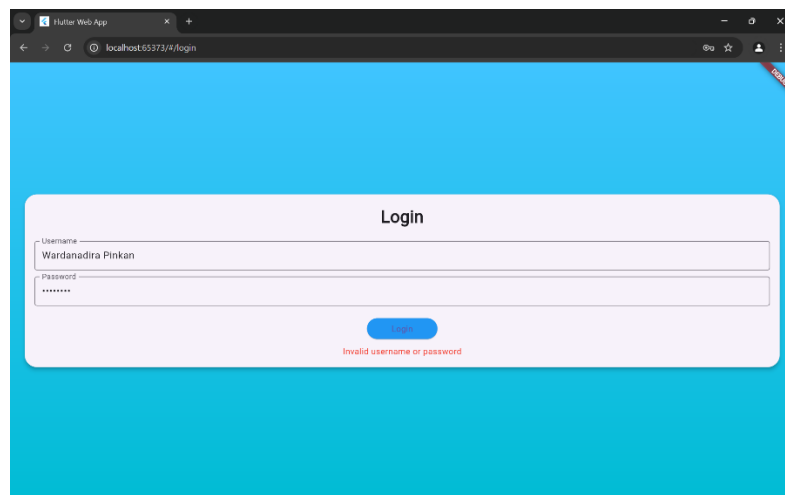 Flutter Web App
localhost:65373/#/login
Login
Username
Wardanadira Pinkan
Password
••••••••
Login
Invalid username or password